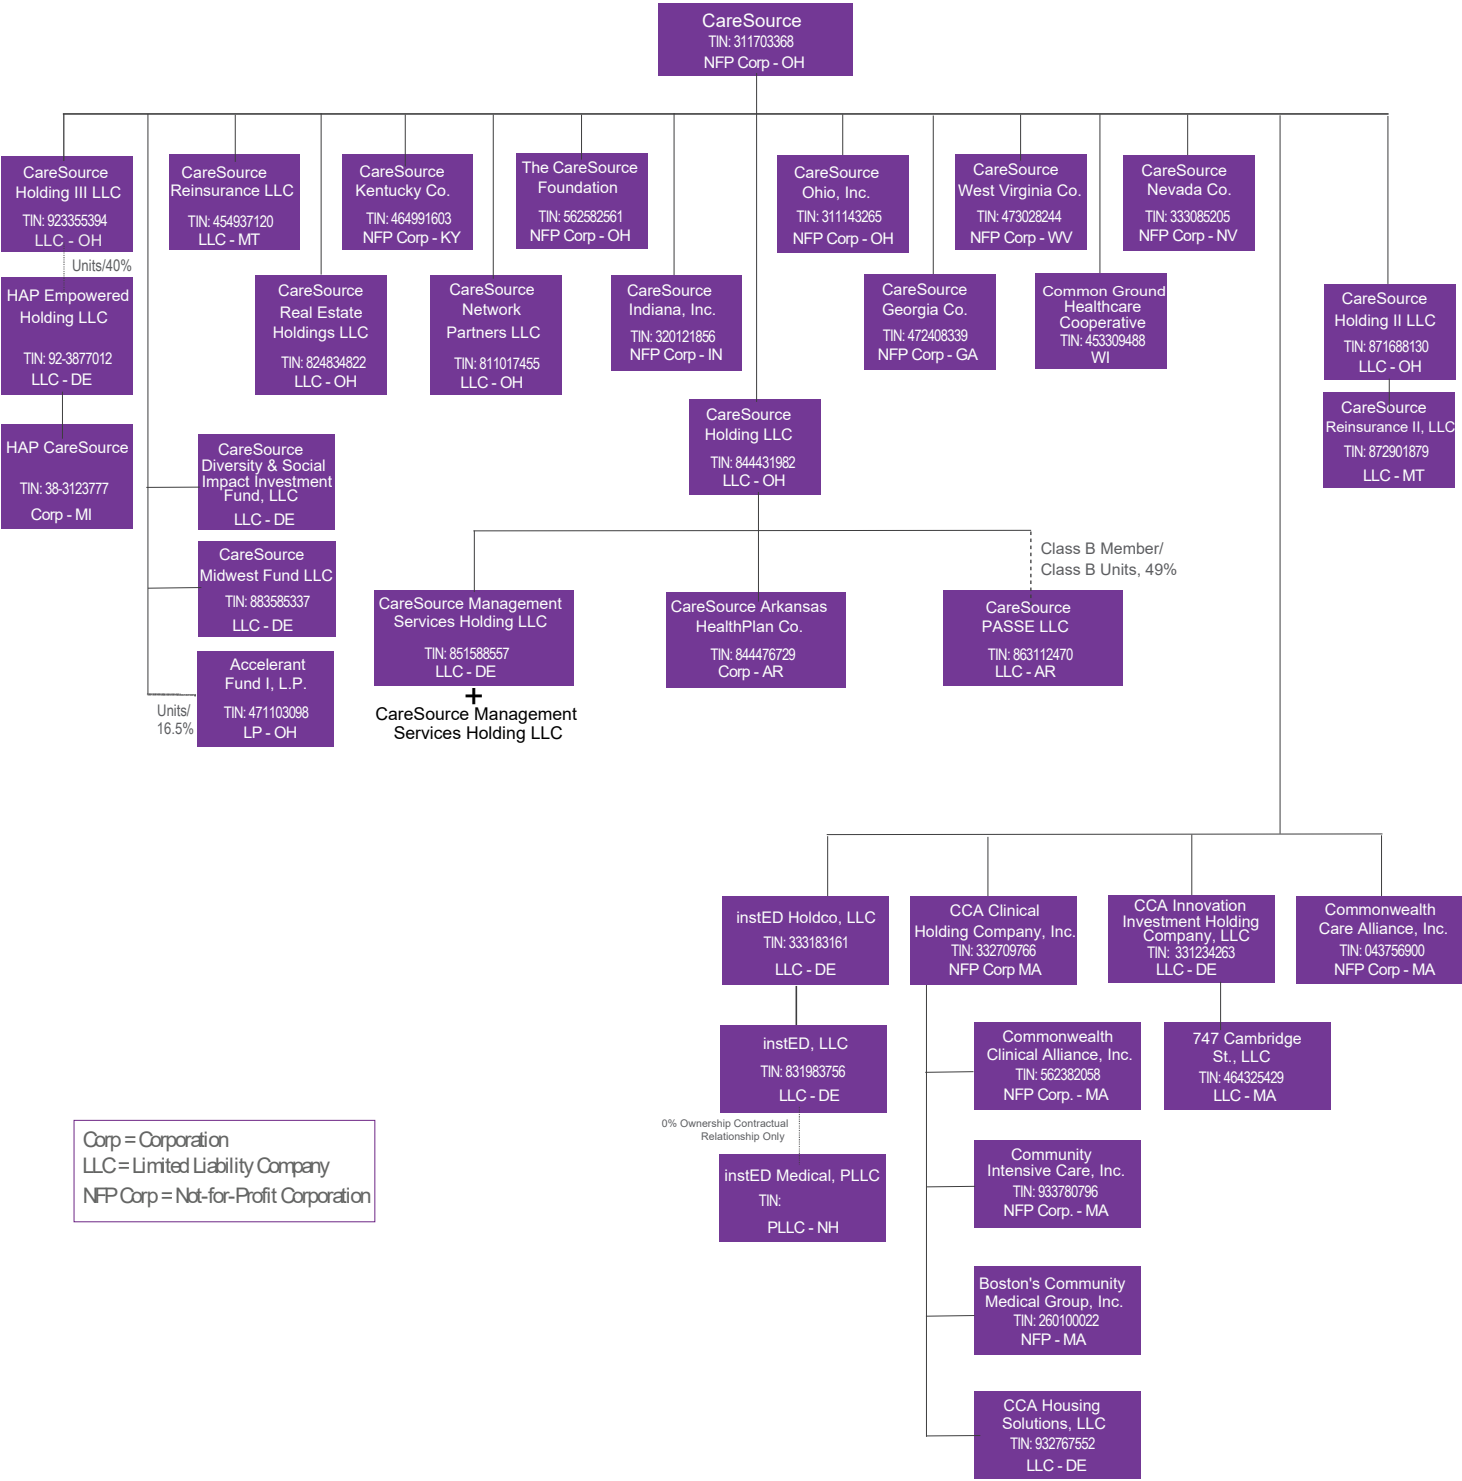 CareSource
TIN: 311703368
NFP Corp - OH
CareSource
Holding III LLC
TIN: 923355394
LLC - OH
CareSource
Reinsurance LLC
TIN: 454937120
LLC - MT
CareSource
Kentucky Co.
TIN: 464991603
NFP Corp - KY
The CareSource
Foundation
TIN: 562582561
NFP Corp - OH
CareSource
Ohio, Inc.
TIN: 311143265
NFP Corp - OH
CareSource
West Virginia Co.
TIN: 473028244
NFP Corp - WV
CareSource
Nevada Co.
TIN: 333085205
NFP Corp - NV
Units/40%
HAP Empowered
Holding LLC
TIN: 92-3877012
LLC - DE
CareSource
Real Estate
Holdings LLC
TIN: 824834822
LLC - OH
CareSource
Network
Partners LLC
TIN: 811017455
LLC - OH
CareSource
Indiana, Inc.
TIN: 320121856
NFP Corp - IN
CareSource
Georgia Co.
TIN: 472408339
NFP Corp - GA
Common Ground
Healthcare
Cooperative
TIN: 453309488
WI
CareSource
Holding II LLC
TIN: 871688130
LLC - OH
HAP CareSource
TIN: 38-3123777
Corp - MI
CareSource
Diversity & Social
Impact Investment
Fund, LLC
LLC - DE
CareSource
Holding LLC
TIN: 844431982
LLC - OH
CareSource
Reinsurance II, LLC
TIN: 872901879
LLC - MT
CareSource
Midwest Fund LLC
TIN: 883585337
LLC - DE
Class B Member/
Class B Units, 49%
CareSource Management
Services Holding LLC
TIN: 851588557
LLC - DE
CareSource Arkansas
HealthPlan Co.
TIN: 844476729
Corp - AR
CareSource
PASSE LLC
TIN: 863112470
LLC - AR
Units/
16.5%
Accelerant
Fund I, L.P.
TIN: 471103098
LP - OH
+
CareSource Management
Services Holding LLC
instED Holdco, LLC
TIN: 333183161
LLC - DE
CCA Clinical
Holding Company, Inc.
TIN: 332709766
NFP Corp MA
CCA Innovation
Investment Holding
Company, LLC
TIN: 331234263
LLC - DE
Commonwealth
Care Alliance, Inc.
TIN: 043756900
NFP Corp - MA
instED, LLC
TIN: 831983756
LLC - DE
Commonwealth
Clinical Alliance, Inc.
TIN: 562382058
NFP Corp. - MA
747 Cambridge
St., LLC
TIN: 464325429
LLC - MA
0% Ownership Contractual
Relationship Only
Corp = Corporation
LLC = Limited Liability Company
NFP Corp = Not-for-Profit Corporation
instED Medical, PLLC
TIN:
PLLC - NH
Community
Intensive Care, Inc.
TIN: 933780796
NFP Corp. - MA
Boston's Community
Medical Group, Inc.
TIN: 260100022
NFP - MA
CCA Housing
Solutions, LLC
TIN: 932767552
LLC - DE